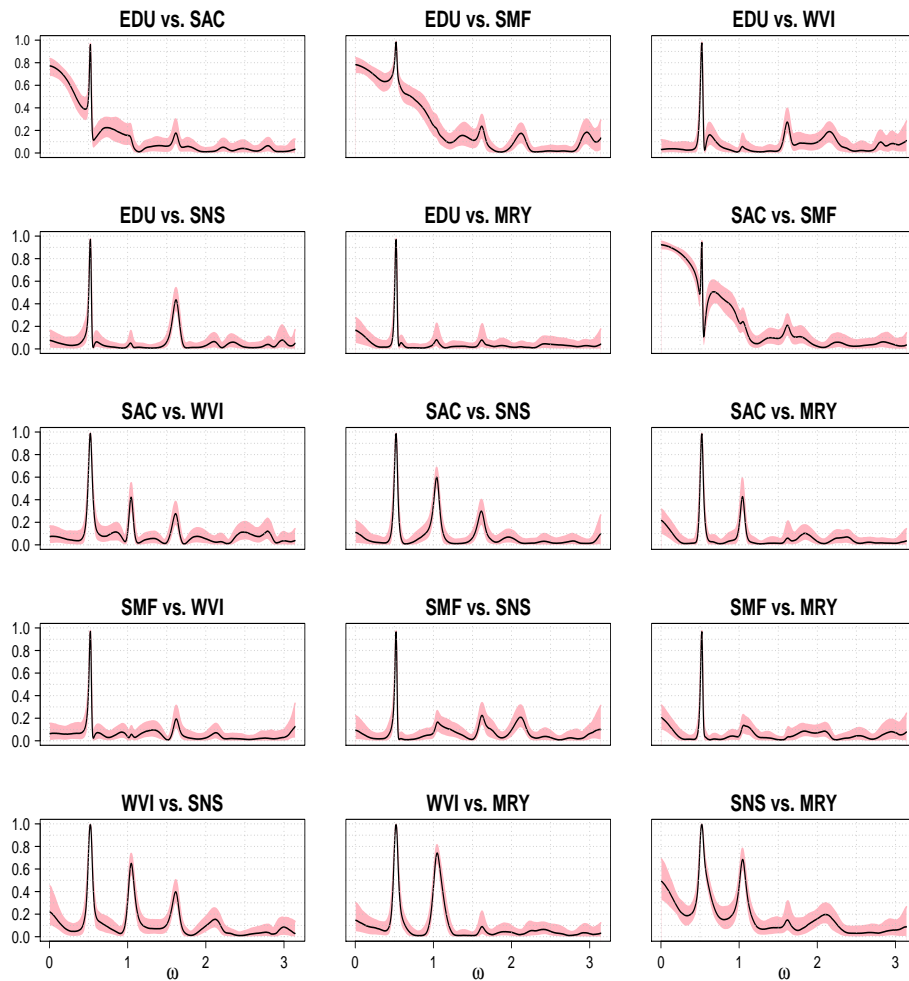 EDU vs. SAC
EDU vs. SMF
EDU vs. WVI
1.0
0.8
0.6
0.4
0.2
0.0
EDU vs. SNS
EDU vs. MRY
SAC vs. SMF
1.0
0.8
0.6
0.4
0.2
0.0
SAC vs. WVI
SAC vs. SNS
SAC vs. MRY
1.0
0.8
0.6
0.4
0.2
0.0
SMF vs. WVI
SMF vs. SNS
SMF vs. MRY
1.0
0.8
0.6
0.4
0.2
0.0
WVI vs. SNS
WVI vs. MRY
SNS vs. MRY
1.0
0.8
0.6
0.4
0.2
0.0
0 1 2 3
0 1 2 3
0 1 2 3
ω
ω
ω